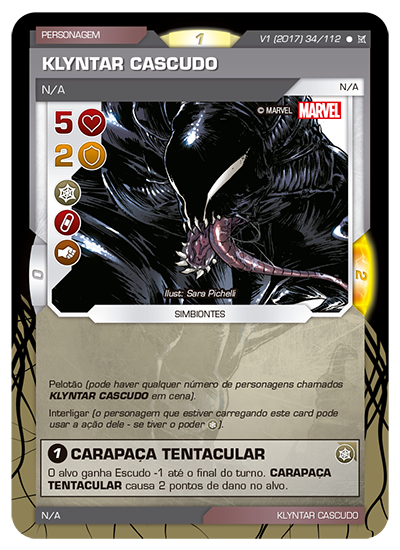 PERSONAGEM
1
V1 (2017) 34/112
KLYNTAR CASCUDO
N/A
N/A
5
© MARVEL MARVEL
2
0
2
Ilust: Sara Pichelli
SIMBIONTES
Pelotão (pode haver qualquer número de personagens chamados
KLYNTAR CASCUDO em cena).
Interligar (o personagem que estiver carregando este card pode
usar a ação dele - se tiver o poder ).
1 CARAPAÇA TENTACULAR
O alvo ganha Escudo -1 até o final do turno. CARAPAÇA
TENTACULAR causa 2 pontos de dano no alvo.
N/A
KLYNTAR CASCUDO